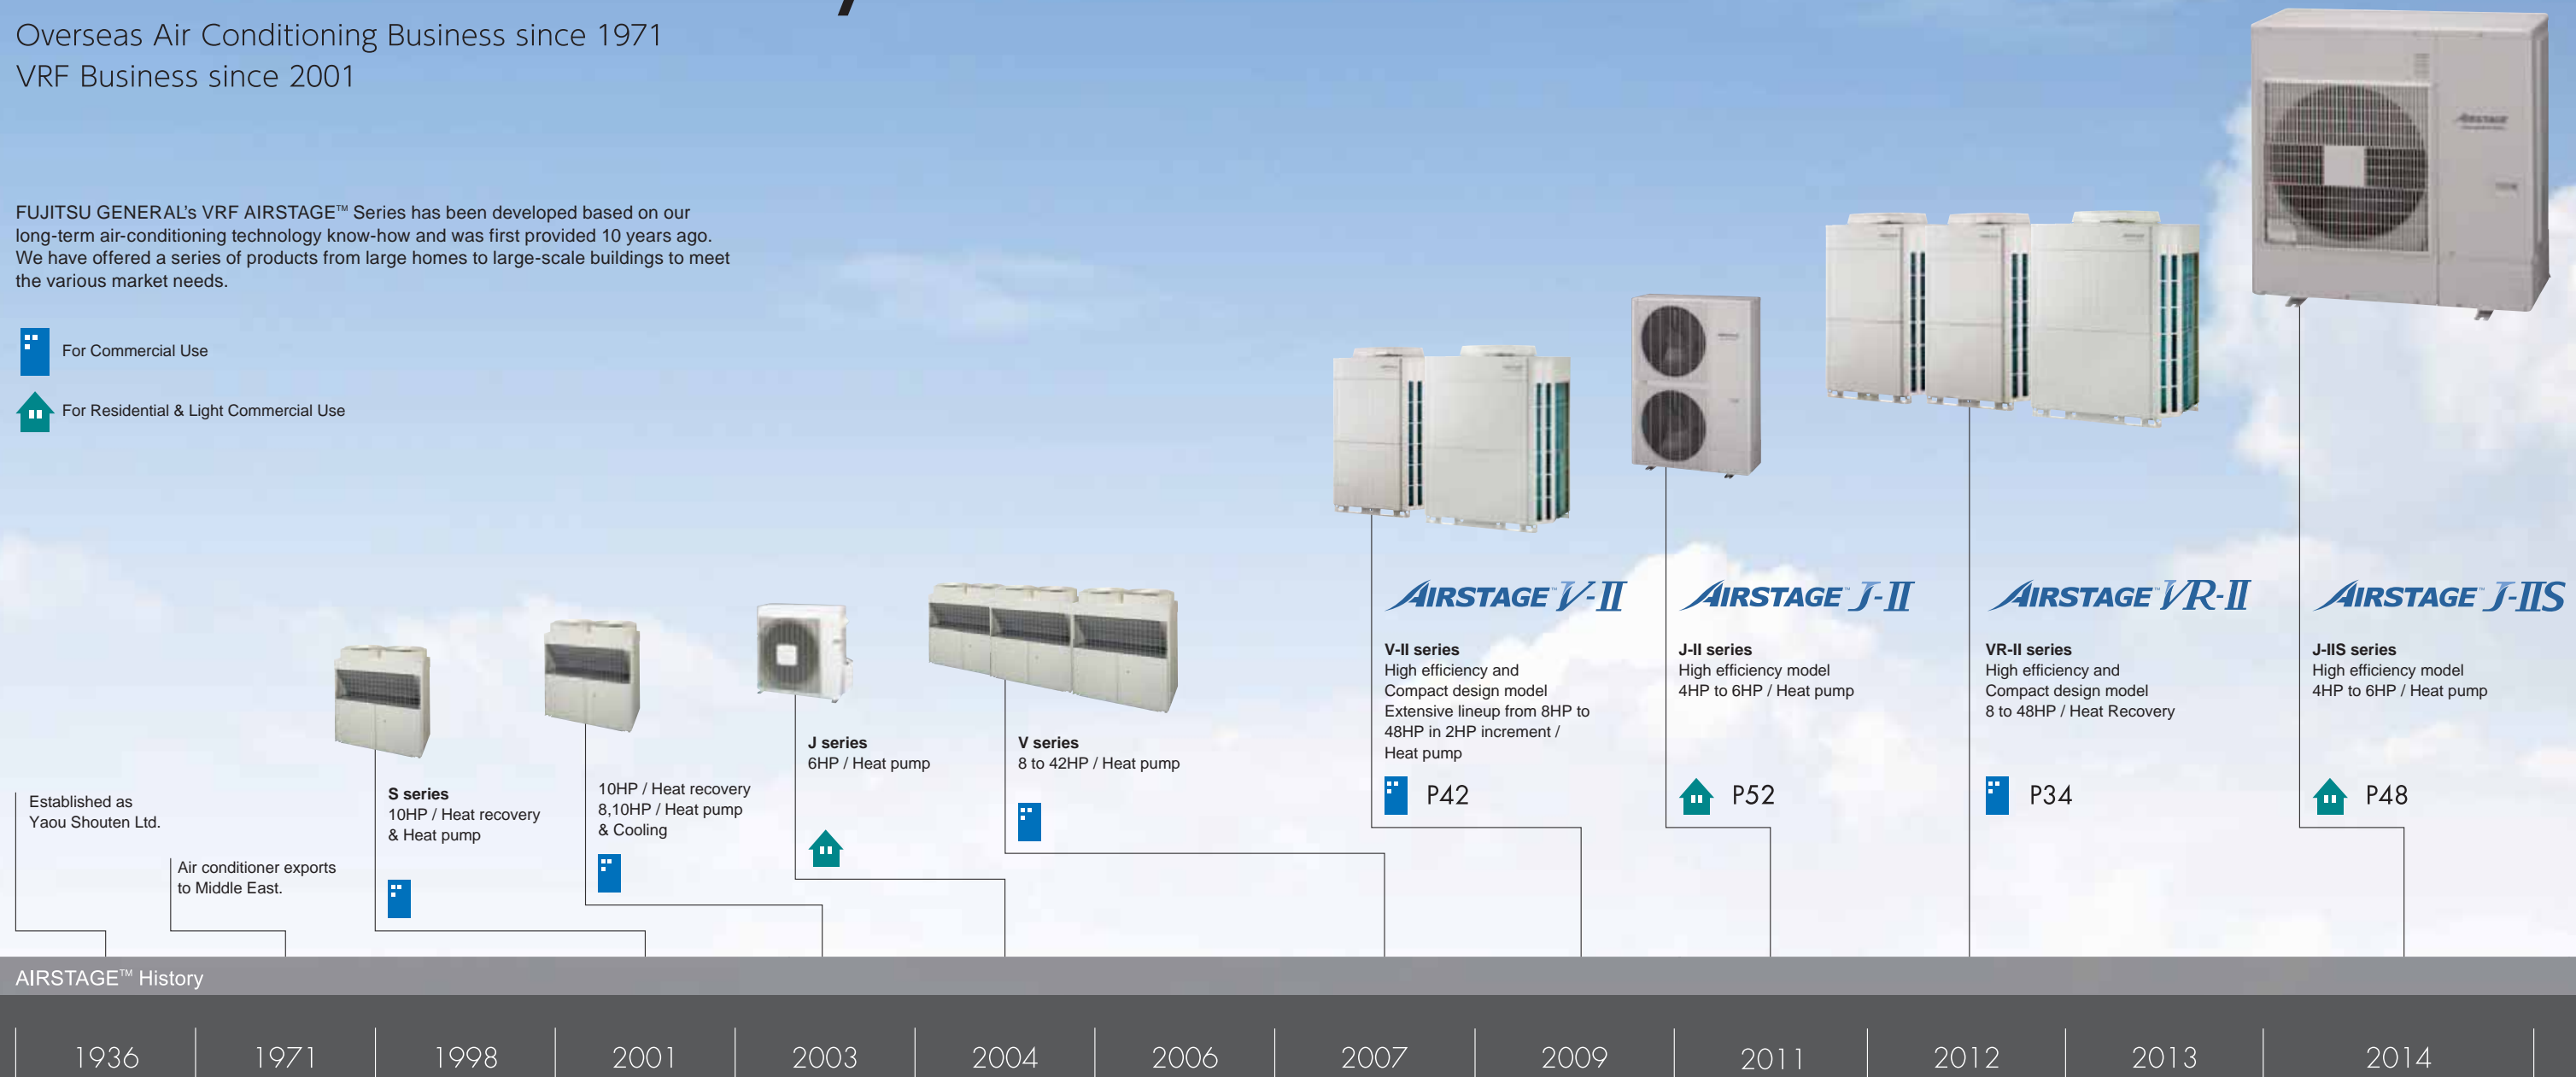 Overseas Air Conditioning Business since 1971
VRF Business since 2001
FUJITSU GENERAL's VRF AIRSTAGE™ Series has been developed based on our
long-term air-conditioning technology know-how and was first provided 10 years ago.
We have offered a series of products from large homes to large-scale buildings to meet
the various market needs.
For Commercial Use
For Residential & Light Commercial Use
Established as
Yaou Shouten Ltd.
Air conditioner exports
to Middle East.
S series
10HP / Heat recovery
& Heat pump
10HP / Heat recovery
8,10HP / Heat pump
& Cooling
J series
6HP / Heat pump
V series
8 to 42HP / Heat pump
AIRSTAGE™ V-II
V-II series
High efficiency and
Compact design model
Extensive lineup from 8HP to
48HP in 2HP increment /
Heat pump
P42
AIRSTAGE™ J-II
J-II series
High efficiency model
4HP to 6HP / Heat pump
P52
AIRSTAGE™ VR-II
VR-II series
High efficiency and
Compact design model
8 to 48HP / Heat Recovery
P34
AIRSTAGE
AIRSTAGE™ J-IIS
J-IIS series
High efficiency model
4HP to 6HP / Heat pump
P48
AIRSTAGE™ History
1936
1971
1998
2001
2003
2004
2006
2007
2009
2011
2012
2013
2014